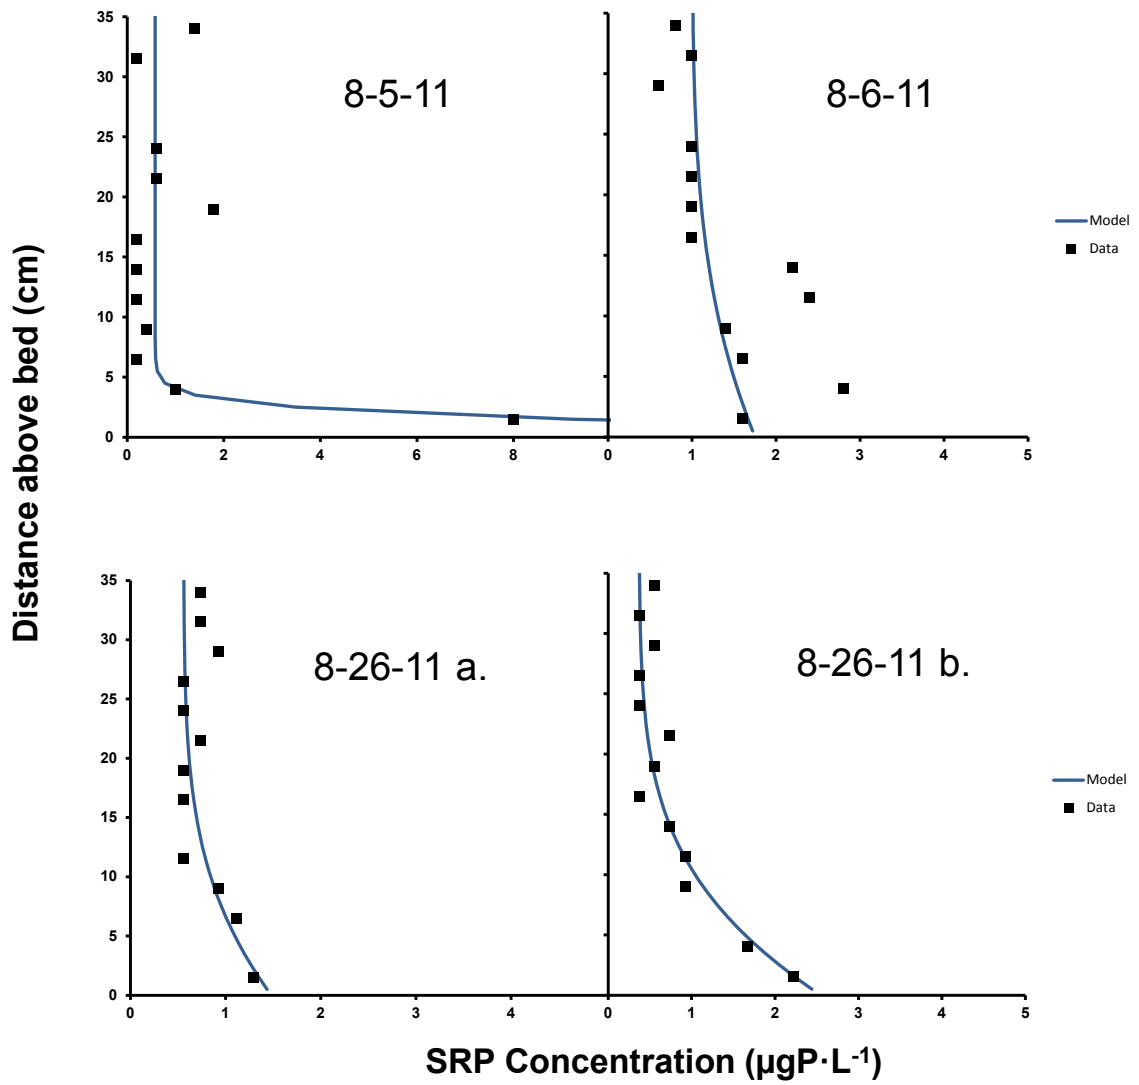 35
30
25
20
15
10
5
0
0 2 4 6 8
8-5-11
0 1 2 3 4 5
8-6-11
Model
Data
Distance above bed (cm)
35
30
25
20
15
10
5
0
0 1 2 3 4
8-26-11 a.
0 1 2 3 4 5
8-26-11 b.
Model
Data
SRP Concentration (µgP·L⁻¹)